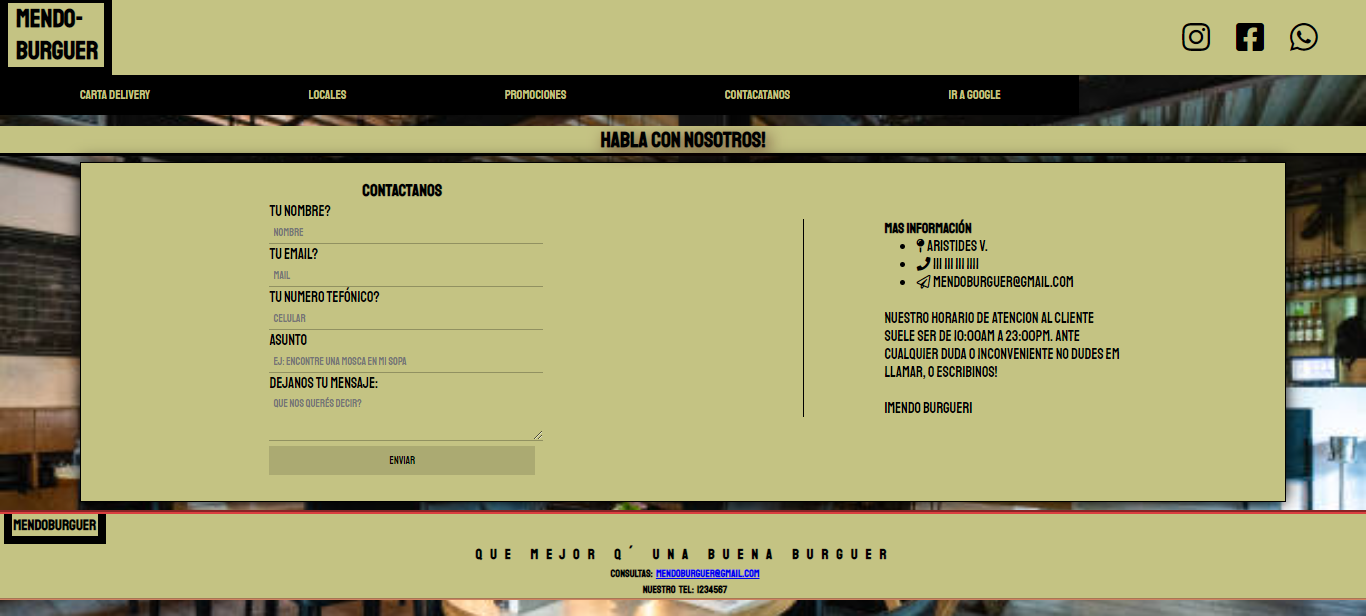 MENDO-
BURGUER
CARTA DELIVERY LOCALES PROMOCIONES CONTACATANOS IR A GOOGLE
HABLA CON NOSOTROS!
CONTACTANOS
TU NOMBRE?
NOMBRE
TU EMAIL?
MAIL
TU NUMERO TEFÓNICO?
CELULAR
ASUNTO
EJ: ENCONTRE UNA MOSCA EN MI SOPA
DEJANOS TU MENSAJE:
QUE NOS QUERÉS DECIR?
ENVIAR
MAS INFORMACIÓN
ARISTIDES V.
111 111 111 1111
MENDOBURGUER@GMAIL.COM
NUESTRO HORARIO DE ATENCION AL CLIENTE
SUELE SER DE 10:00AM A 23:00PM. ANTE
CUALQUIER DUDA O INCONVENIENTE NO DUDES EM
LLAMAR, O ESCRIBINOS!
!MENDO BURGUER!
MENDOBURGUER
QUE MEJOR Q´ UNA BUENA BURGUER
CONSULTAS: MENDOBURGUER@GMAIL.COM
NUESTRO TEL: 1234567